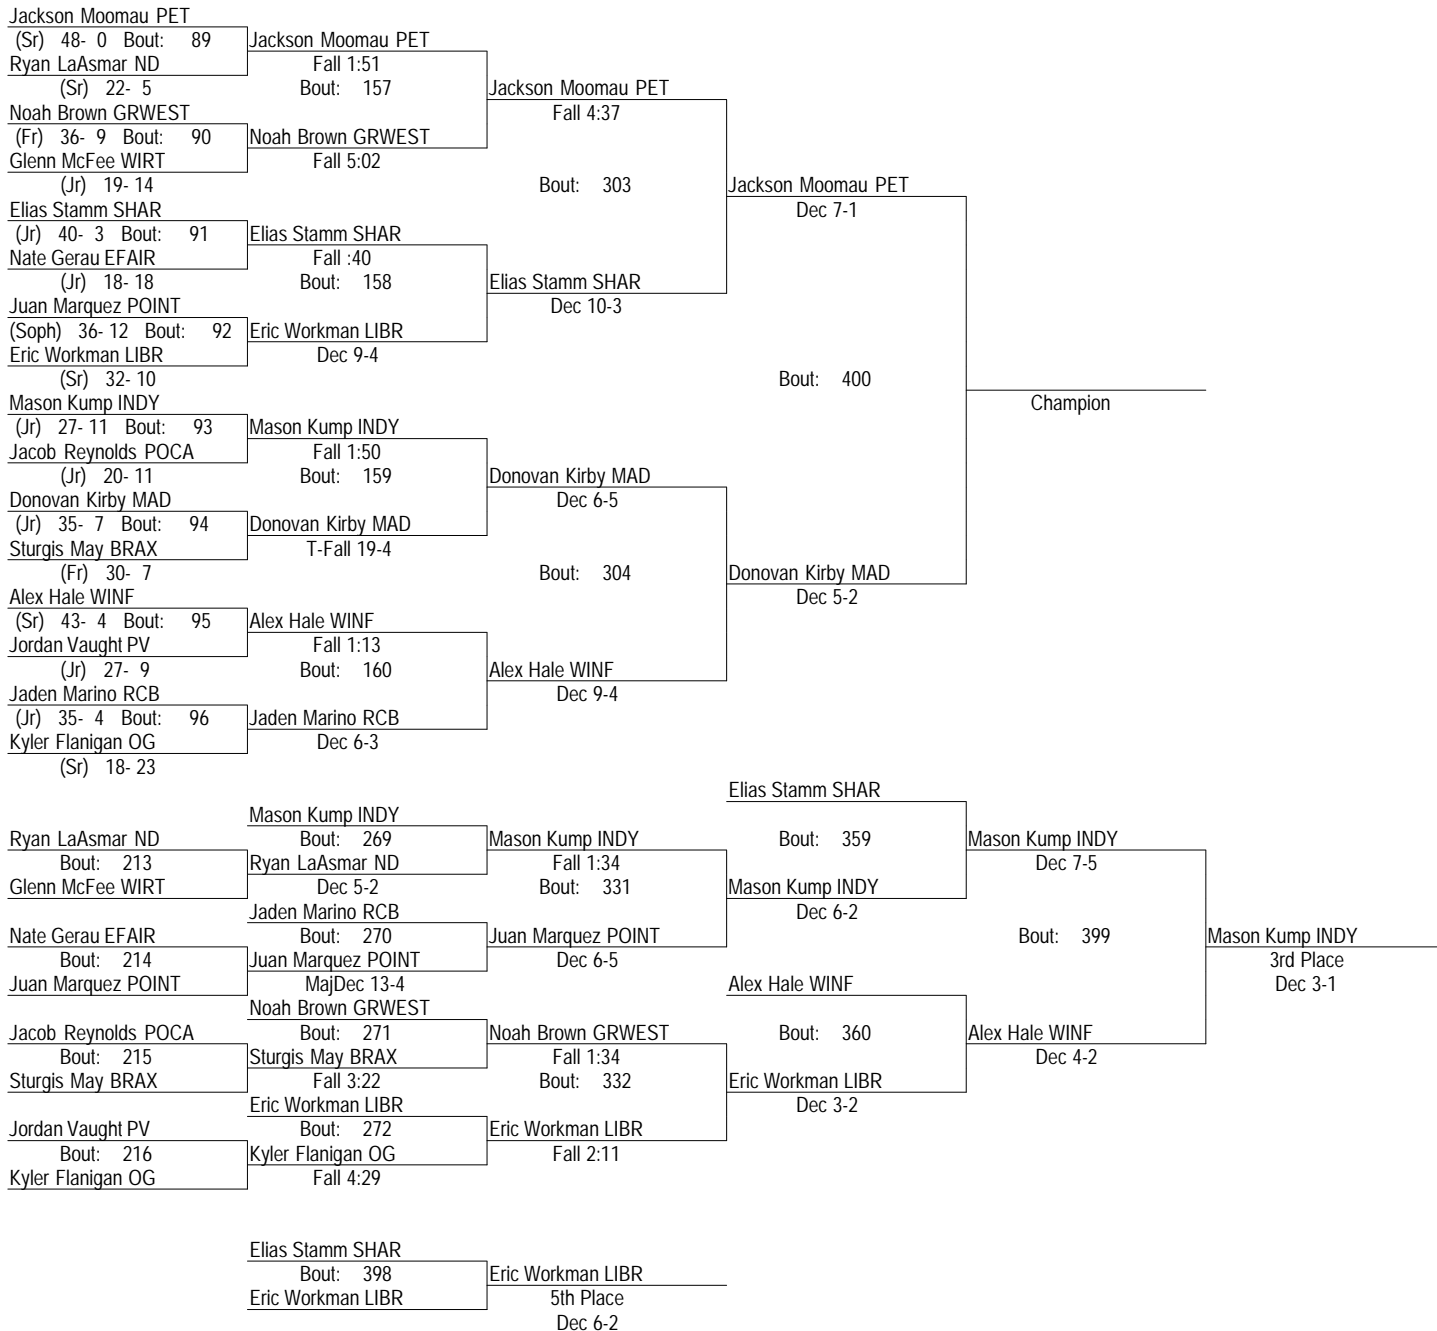 Jackson Moomau PET
(Sr) 48- 0 Bout: 89 Jackson Moomau PET
Ryan LaAsmar ND Fall 1:51
(Sr) 22- 5 Bout: 157 Jackson Moomau PET
Noah Brown GRWEST Fall 4:37
(Fr) 36- 9 Bout: 90 Noah Brown GRWEST
Glenn McFee WIRT Fall 5:02
(Jr) 19- 14 Bout: 303 Jackson Moomau PET
Elias Stamm SHAR Dec 7-1
(Jr) 40- 3 Bout: 91 Elias Stamm SHAR
Nate Gerau EFAIR Fall :40
(Jr) 18- 18 Bout: 158 Elias Stamm SHAR
Juan Marquez POINT Dec 10-3
(Soph) 36- 12 Bout: 92 Eric Workman LIBR
Eric Workman LIBR Dec 9-4
(Sr) 32- 10 Bout: 400
Mason Kump INDY Champion
(Jr) 27- 11 Bout: 93 Mason Kump INDY
Jacob Reynolds POCA Fall 1:50
(Jr) 20- 11 Bout: 159 Donovan Kirby MAD
Donovan Kirby MAD Dec 6-5
(Jr) 35- 7 Bout: 94 Donovan Kirby MAD
Sturgis May BRAX T-Fall 19-4
(Fr) 30- 7 Bout: 304 Donovan Kirby MAD
Alex Hale WINF Dec 5-2
(Sr) 43- 4 Bout: 95 Alex Hale WINF
Jordan Vaught PV Fall 1:13
(Jr) 27- 9 Bout: 160 Alex Hale WINF
Jaden Marino RCB Dec 9-4
(Jr) 35- 4 Bout: 96 Jaden Marino RCB
Kyler Flanigan OG Dec 6-3
(Sr) 18- 23
Elias Stamm SHAR
Mason Kump INDY
Ryan LaAsmar ND Bout: 269 Mason Kump INDY Bout: 359 Mason Kump INDY
Bout: 213 Ryan LaAsmar ND Fall 1:34 Dec 7-5
Glenn McFee WIRT Dec 5-2 Bout: 331 Mason Kump INDY
Jaden Marino RCB Dec 6-2
Nate Gerau EFAIR Bout: 270 Juan Marquez POINT Bout: 399 Mason Kump INDY
Bout: 214 Juan Marquez POINT Dec 6-5 3rd Place
Juan Marquez POINT MajDec 13-4 Alex Hale WINF Dec 3-1
Noah Brown GRWEST
Jacob Reynolds POCA Bout: 271 Noah Brown GRWEST Bout: 360 Alex Hale WINF
Bout: 215 Sturgis May BRAX Fall 1:34 Dec 4-2
Sturgis May BRAX Fall 3:22 Bout: 332 Eric Workman LIBR
Eric Workman LIBR Dec 3-2
Jordan Vaught PV Bout: 272 Eric Workman LIBR
Bout: 216 Kyler Flanigan OG Fall 2:11
Kyler Flanigan OG Fall 4:29
Elias Stamm SHAR
Bout: 398 Eric Workman LIBR
Eric Workman LIBR 5th Place
Dec 6-2